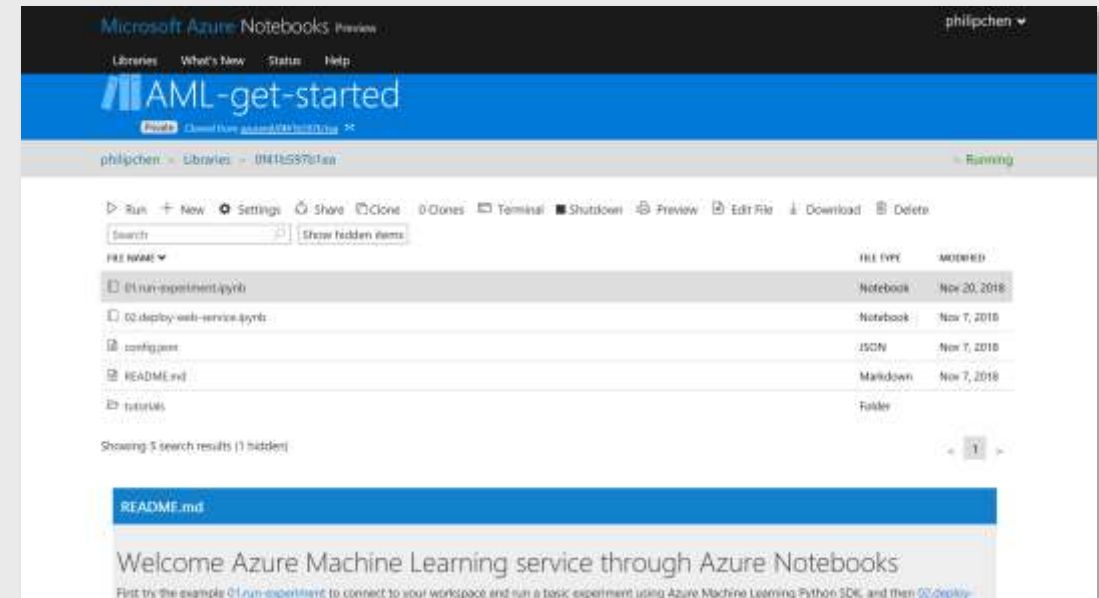 Microsoft Azure Notebooks Preview
philipchen
Libraries What's New Status Help
AML-get-started
Private Cloned from
philipchen Libraries
Running
Run New Settings Share Clone 0 Clones Terminal Shutdown Preview Edit File Download Delete
Search Show hidden items
FILE NAME FILE TYPE MODIFIED
01.run-experiment.ipynb Notebook Nov 20, 2018
02.deploy-web-service.ipynb Notebook Nov 7, 2018
config.json JSON Nov 7, 2018
README.md Markdown Nov 7, 2018
tutorials Folder
Showing 5 search results (1 hidden)
« 1 »
README.md
Welcome Azure Machine Learning service through Azure Notebooks
First try the example 01.run-experiment to connect to your workspace and run a basic experiment using Azure Machine Learning Python SDK, and then 02.deploy-